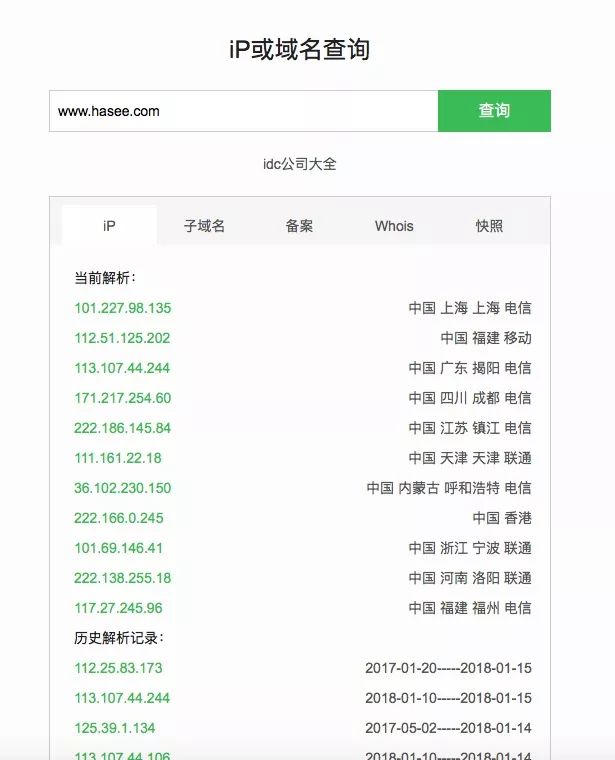 iP或域名查询
www.hasee.com 查询
idc公司大全
iP 子域名 备案 Whois 快照
当前解析：
101.227.98.135 中国 上海 上海 电信
112.51.125.202 中国 福建 移动
113.107.44.244 中国 广东 揭阳 电信
171.217.254.60 中国 四川 成都 电信
222.186.145.84 中国 江苏 镇江 电信
111.161.22.18 中国 天津 天津 联通
36.102.230.150 中国 内蒙古 呼和浩特 电信
222.166.0.245 中国 香港
101.69.146.41 中国 浙江 宁波 联通
222.138.255.18 中国 河南 洛阳 联通
117.27.245.96 中国 福建 福州 电信
历史解析记录：
112.25.83.173 2017-01-20-----2018-01-15
113.107.44.244 2018-01-10-----2018-01-15
125.39.1.134 2017-05-02-----2018-01-14
113.107.44.106 2018-01-10-----2018-01-14